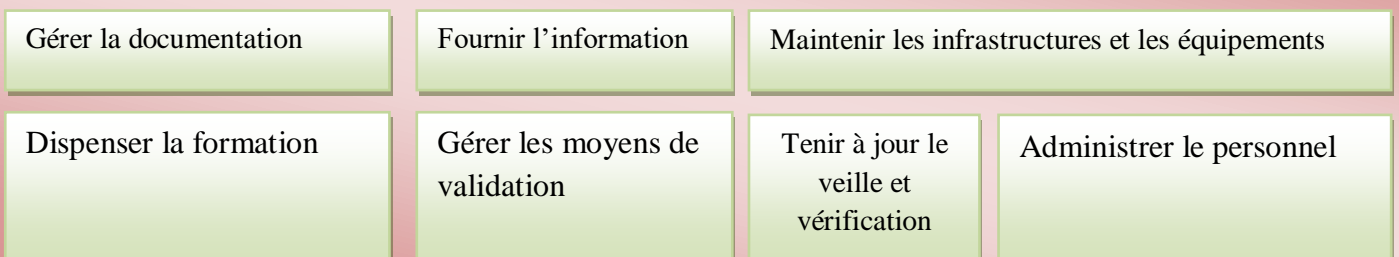 Gérer la documentation
Fournir l’information
Maintenir les infrastructures et les équipements
Dispenser la formation
Gérer les moyens de
validation
Tenir à jour le
veille et
vérification
Administrer le personnel